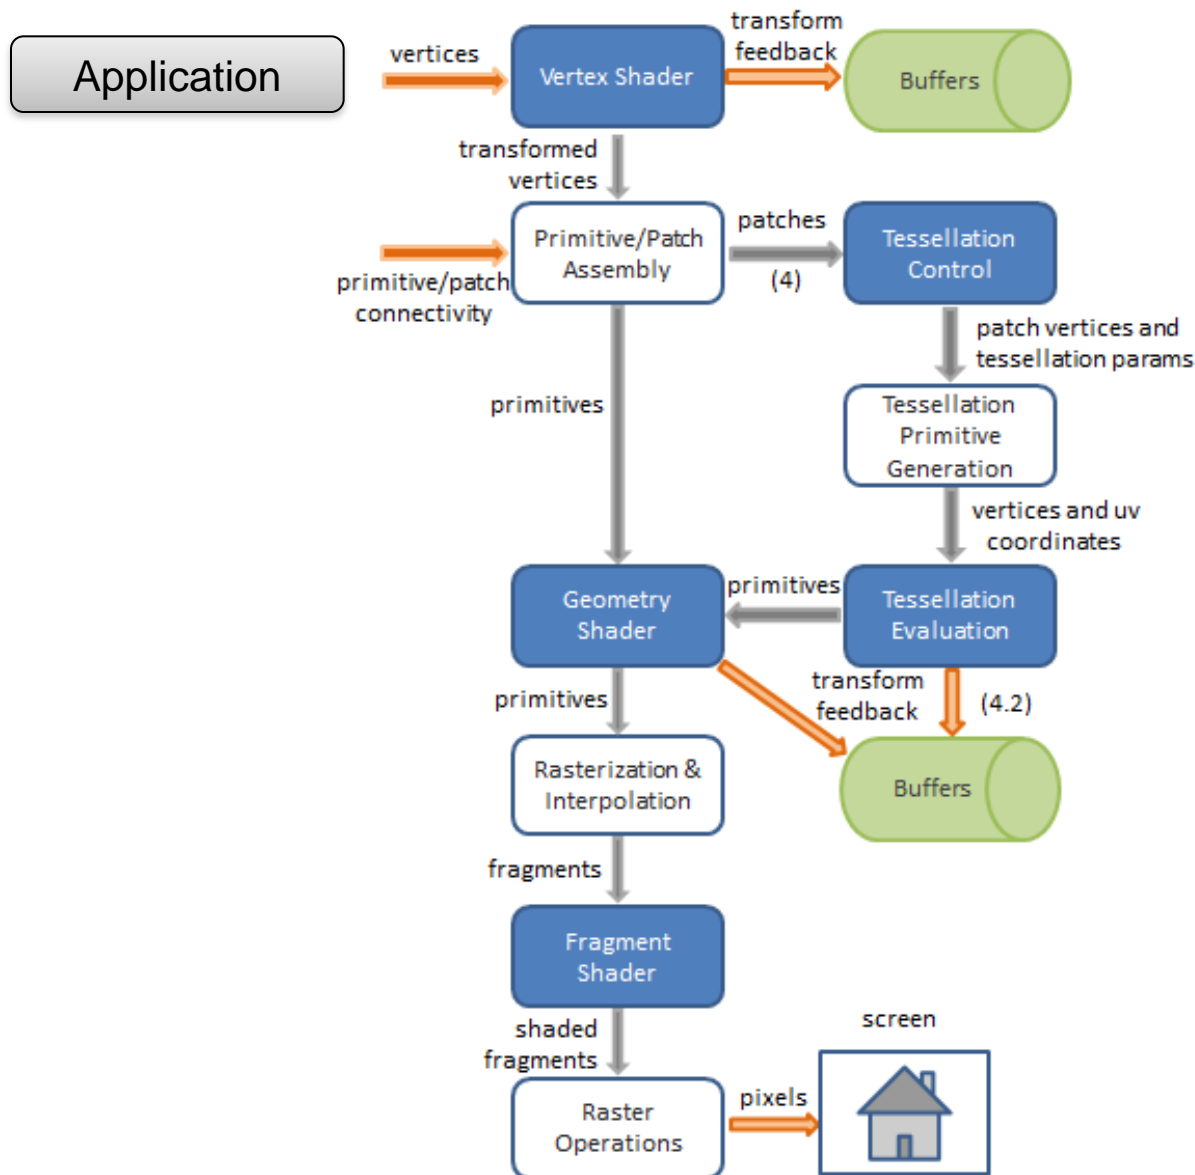 Application
vertices
Vertex Shader
transform
feedback
Buffers
transformed
vertices
primitive/patch
connectivity
Primitive/Patch
Assembly
patches
(4)
Tessellation
Control
patch vertices and
tessellation params
primitives
Tessellation
Primitive
Generation
vertices and uv
coordinates
Geometry
Shader
primitives
Tessellation
Evaluation
primitives
transform
feedback
(4.2)
Rasterization &
Interpolation
Buffers
fragments
Fragment
Shader
shaded
fragments
screen
Raster
Operations
pixels